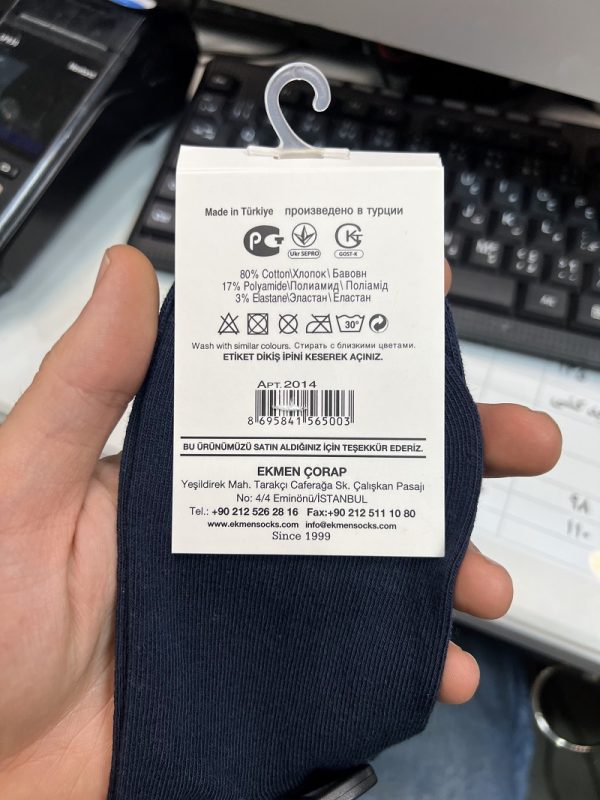 Made in Türkiye произведено в турции
PG
Ukr SEPRO
GOST-R
80% Cotton\Хлопок\ Бавовн
17% Polyamide\Полиамид\ Поліамід
3% Elastane\Эластан\ Еластан
30°
Wash with similar colours. Стирать с близкими цветами.
ETİKET DİKİŞ İPİNİ KESEREK AÇINIZ.
АРТ. 2014
8 695841 565003
BU ÜRÜNÜMÜZÜ SATIN ALDIĞINIZ İÇİN TEŞEKKÜR EDERİZ.
EKMEN ÇORAP
Yeşildirek Mah. Tarakçı Caferağa Sk. Çalışkan Pasajı
No: 4/4 Eminönü/İSTANBUL
Tel.: +90 212 526 28 16 Fax:+90 212 511 10 80
www.ekmensocks.com info@ekmensocks.com
Since 1999
۹۸
۱۱۰